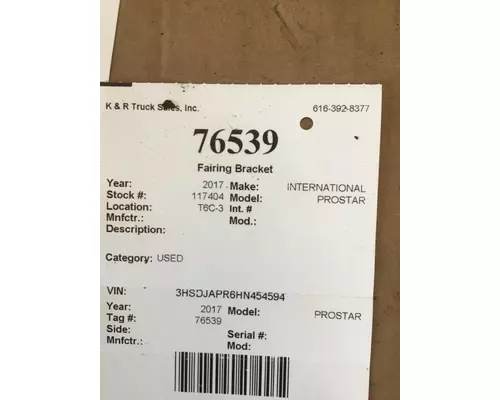 K & R Truck Sales, Inc. 616-392-8377
76539
Fairing Bracket
Year: 2017 Make: INTERNATIONAL
Stock #: 117404 Model: PROSTAR
Location: T6C-3 Int. #
Mnfctr.: Mod.:
Description:
Category: USED
VIN: 3HSDJAPR6HN454594
Year: 2017 Model: PROSTAR
Tag #: 76539
Side: Serial #:
Mnfctr.: Mod: